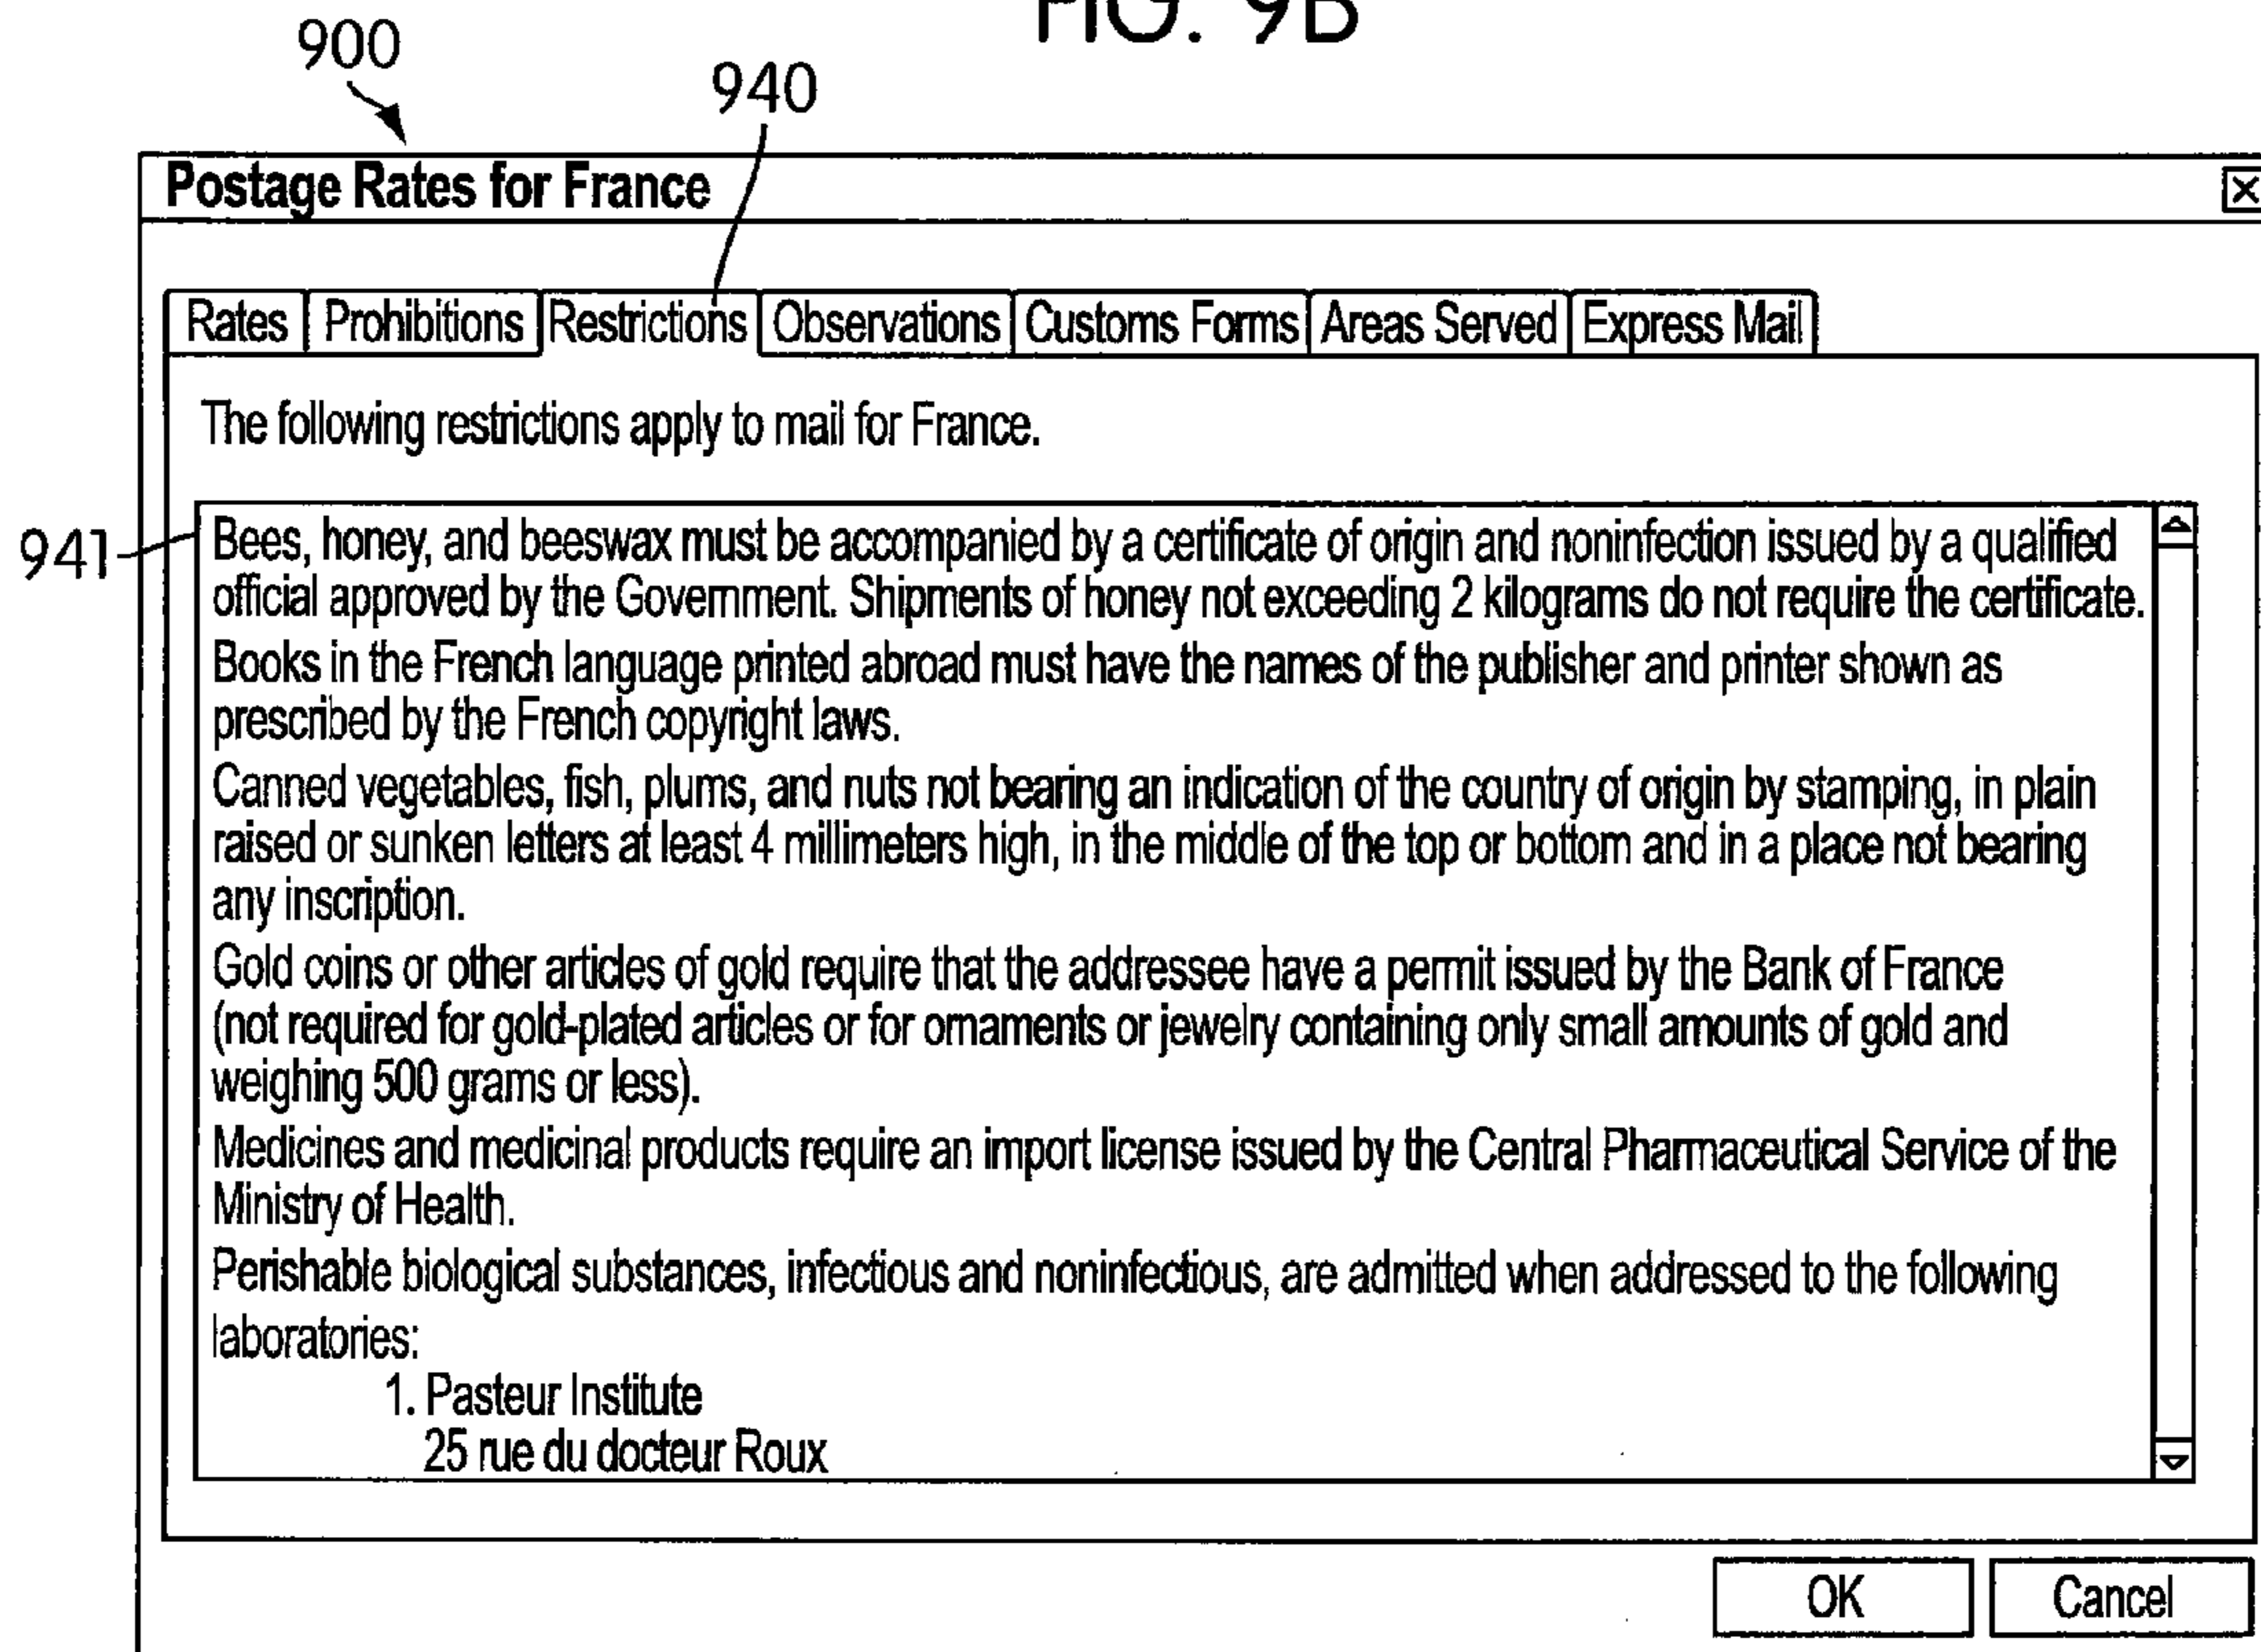 FIG. 9B
900
940
Postage Rates for France
Rates Prohibitions Restrictions Observations Customs Forms Areas Served Express Mail
The following restrictions apply to mail for France.
941
Bees, honey, and beeswax must be accompanied by a certificate of origin and noninfection issued by a qualified
official approved by the Government. Shipments of honey not exceeding 2 kilograms do not require the certificate.
Books in the French language printed abroad must have the names of the publisher and printer shown as
prescribed by the French copyright laws.
Canned vegetables, fish, plums, and nuts not bearing an indication of the country of origin by stamping, in plain
raised or sunken letters at least 4 millimeters high, in the middle of the top or bottom and in a place not bearing
any inscription.
Gold coins or other articles of gold require that the addressee have a permit issued by the Bank of France
(not required for gold-plated articles or for ornaments or jewelry containing only small amounts of gold and
weighing 500 grams or less).
Medicines and medicinal products require an import license issued by the Central Pharmaceutical Service of the
Ministry of Health.
Perishable biological substances, infectious and noninfectious, are admitted when addressed to the following
laboratories:
1. Pasteur Institute
25 rue du docteur Roux
OK Cancel